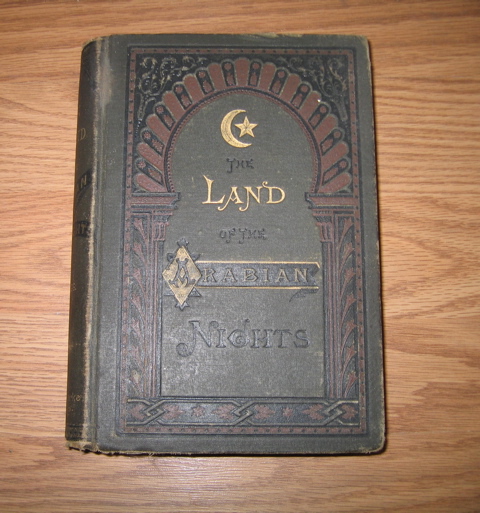 THE
LAND
OF THE
ARABIAN
NIGHTS